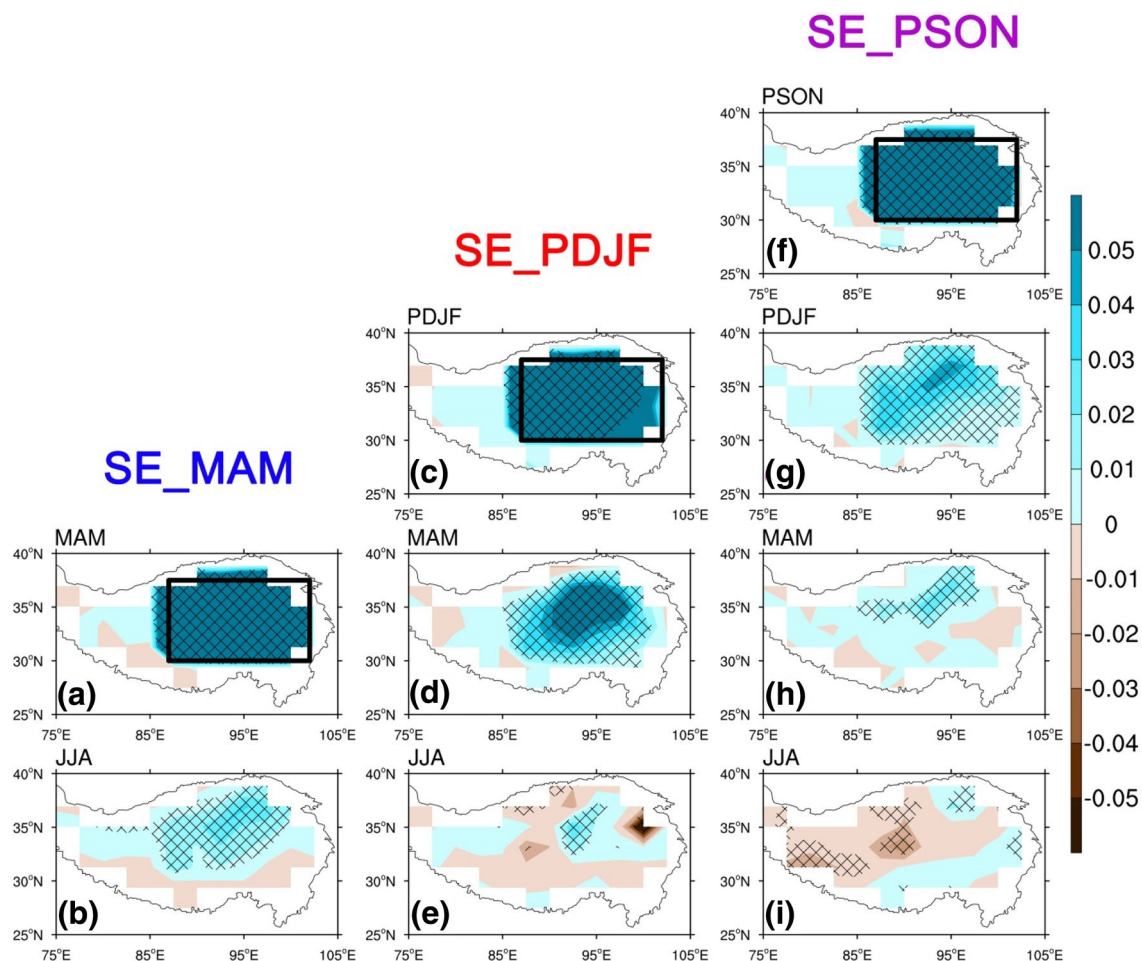 SE_PSON
PSON
40°N
35°N
30°N
25°N
(f)
75°E 85°E 95°E 105°E
SE_PDJF
PDJF
40°N
35°N
30°N
25°N
(c)
75°E 85°E 95°E 105°E
PDJF
40°N
35°N
30°N
25°N
(g)
75°E 85°E 95°E 105°E
SE_MAM
MAM
40°N
35°N
30°N
25°N
(a)
75°E 85°E 95°E 105°E
MAM
40°N
35°N
30°N
25°N
(d)
75°E 85°E 95°E 105°E
MAM
40°N
35°N
30°N
25°N
(h)
75°E 85°E 95°E 105°E
JJA
40°N
35°N
30°N
25°N
(b)
75°E 85°E 95°E 105°E
JJA
40°N
35°N
30°N
25°N
(e)
75°E 85°E 95°E 105°E
JJA
40°N
35°N
30°N
25°N
(i)
75°E 85°E 95°E 105°E
0.05
0.04
0.03
0.02
0.01
0
-0.01
-0.02
-0.03
-0.04
-0.05